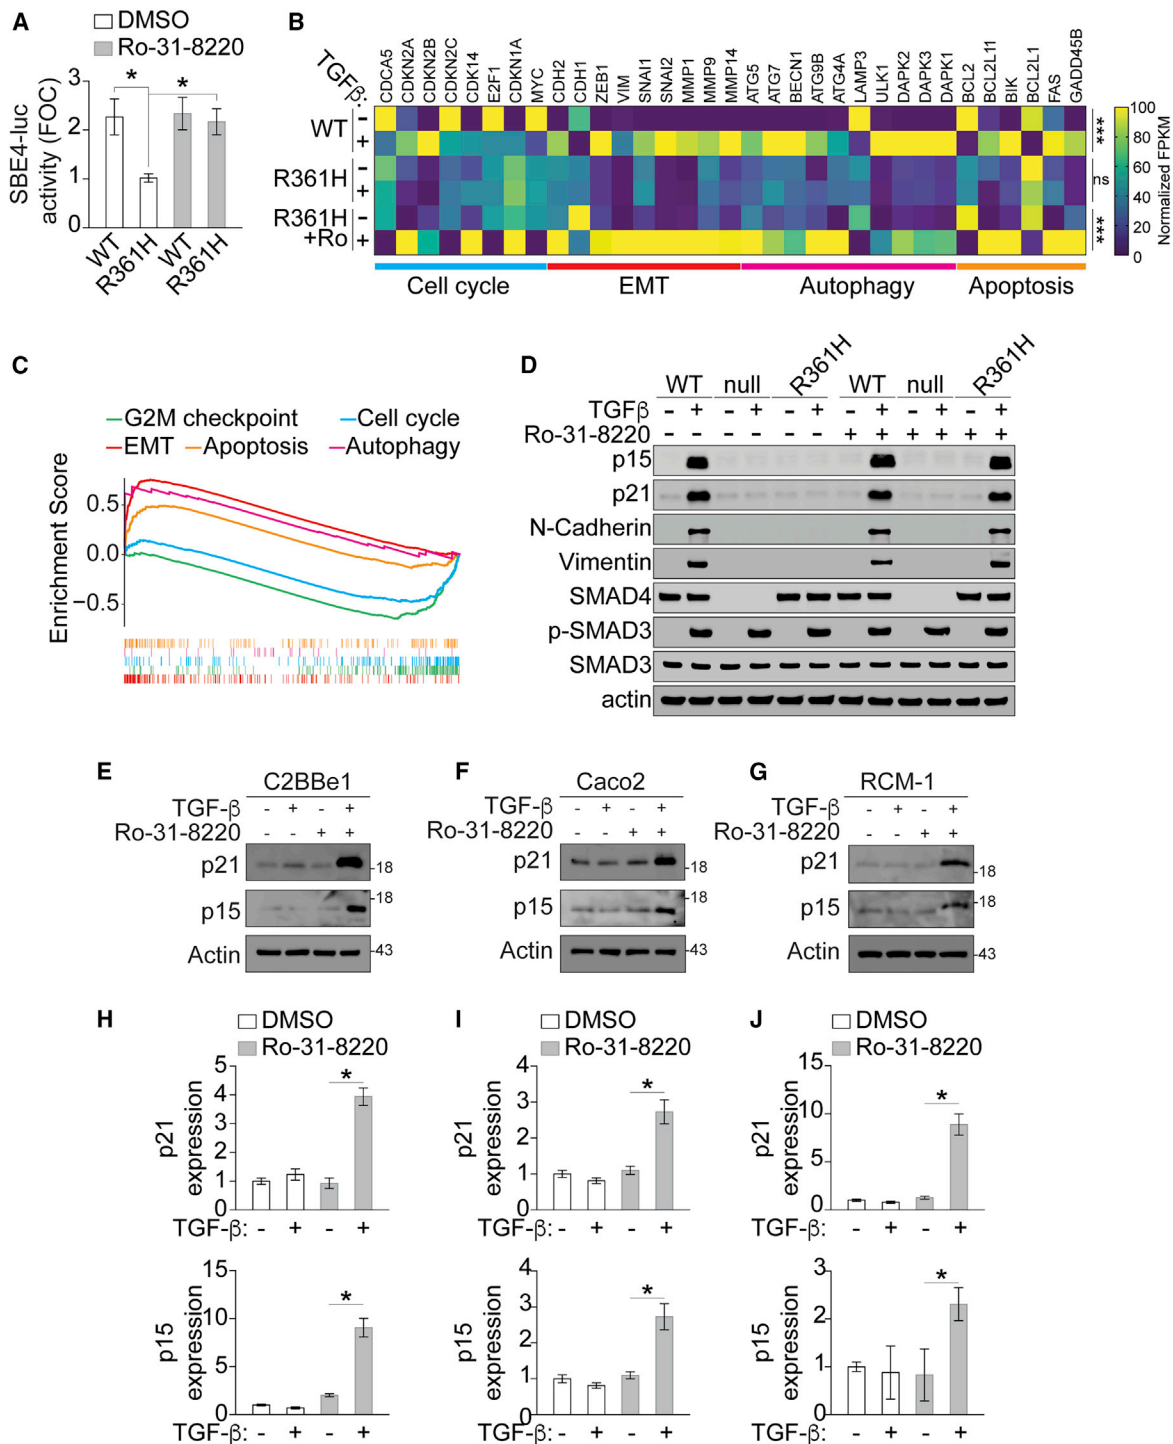 A
DMSO
Ro-31-8220
SBE4-luc
activity (FOC)
3
2
1
0
* *
WT
R361H
WT
R361H
B
TGFβ:
CDCA5
CDKN2A
CDKN2B
CDKN2C
CDK14
E2F1
CDKN1A
MYC
CDH2
CDH1
ZEB1
VIM
SNAI1
SNAI2
MMP1
MMP9
MMP14
ATG5
ATG7
BECN1
ATG9B
ATG4A
LAMP3
ULK1
DAPK2
DAPK3
DAPK1
BCL2
BCL2L11
BIK
BCL2L1
FAS
GADD45B
WT - +
R361H - +
R361H +Ro - +
***
ns
***
100
80
60
40
20
0
Normalized FPKM
Cell cycle EMT Autophagy Apoptosis
C
G2M checkpoint Cell cycle
EMT Apoptosis Autophagy
Enrichment Score
0.5
0.0
−0.5
D
WT null R361H WT null R361H
TGFβ - + - + - + - + - + - +
Ro-31-8220 - - - - - - + + + + + +
p15
p21
N-Cadherin
Vimentin
SMAD4
p-SMAD3
SMAD3
actin
E
C2BBe1
TGF-β - + - +
Ro-31-8220 - - + +
p21 -18
p15 -18
Actin -43
F
Caco2
TGF-β - + - +
Ro-31-8220 - - + +
p21 -18
p15 -18
Actin -43
G
RCM-1
TGF-β - + - +
Ro-31-8220 - - + +
p21 -18
p15 -18
Actin -43
H
DMSO
Ro-31-8220
p21
expression
5
4
3
2
1
0
*
TGF-β: - + - +
p15
expression
15
10
5
0
*
TGF-β: - + - +
I
DMSO
Ro-31-8220
p21
expression
4
3
2
1
0
*
TGF-β: - + - +
p15
expression
4
3
2
1
0
*
TGF-β: - + - +
J
DMSO
Ro-31-8220
p21
expression
15
10
5
0
*
TGF-β: - + - +
p15
expression
3
2
1
0
*
TGF-β: - + - +